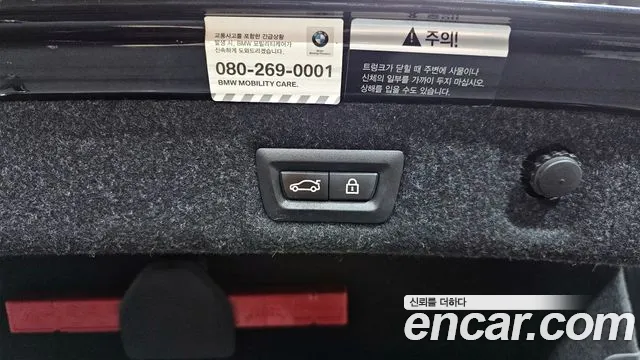 교통사고를 포함한 긴급상황
발생 시, BMW 모빌리티케어가
신속하게 도와드리겠습니다.
080-269-0001
BMW MOBILITY CARE.
주의!
트렁크가 닫힐 때 주변에 사물이나
신체의 일부를 가까이 두지 마십시오.
상해를 입을 수도 있습니다.
신뢰를 더하다
encar.com